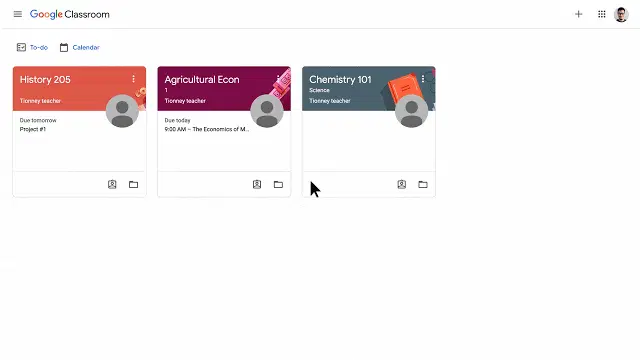 Google Classroom
To-do
Calendar
History 205
Tionney teacher
Due tomorrow
Project #1
Agricultural Econ
1
Tionney teacher
Due today
9:00 AM – The Economics of M...
Chemistry 101
Science
Tionney teacher